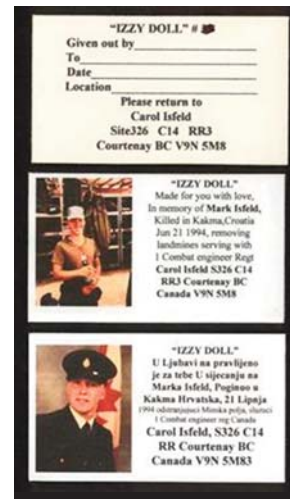 "IZZY DOLL" #
Given out by
To
Date
Location
Please return to
Carol Isfeld
Site326 C14 RR3
Courtenay BC V9N 5M8
"IZZY DOLL"
Made for you with love,
In memory of Mark Isfeld,
Killed in Kakma,Croatia
Jun 21 1994, removing
landmines serving with
1 Combat engineer Regt
Carol Isfeld S326 C14
RR3 Courtenay BC
Canada V9N 5M8
"IZZY DOLL"
U Ljubavi na pravlijeno
je za tebe U sijecanju na
Marka Isfeld, Poginuo u
Kakma Hrvatska, 21 Lipnja
1994 odstranjujuci Minska polja, sluzuci
1 Combat engineer reg Canada
Carol Isfeld, S326 C14
RR Courtenay BC
Canada V9N 5M83